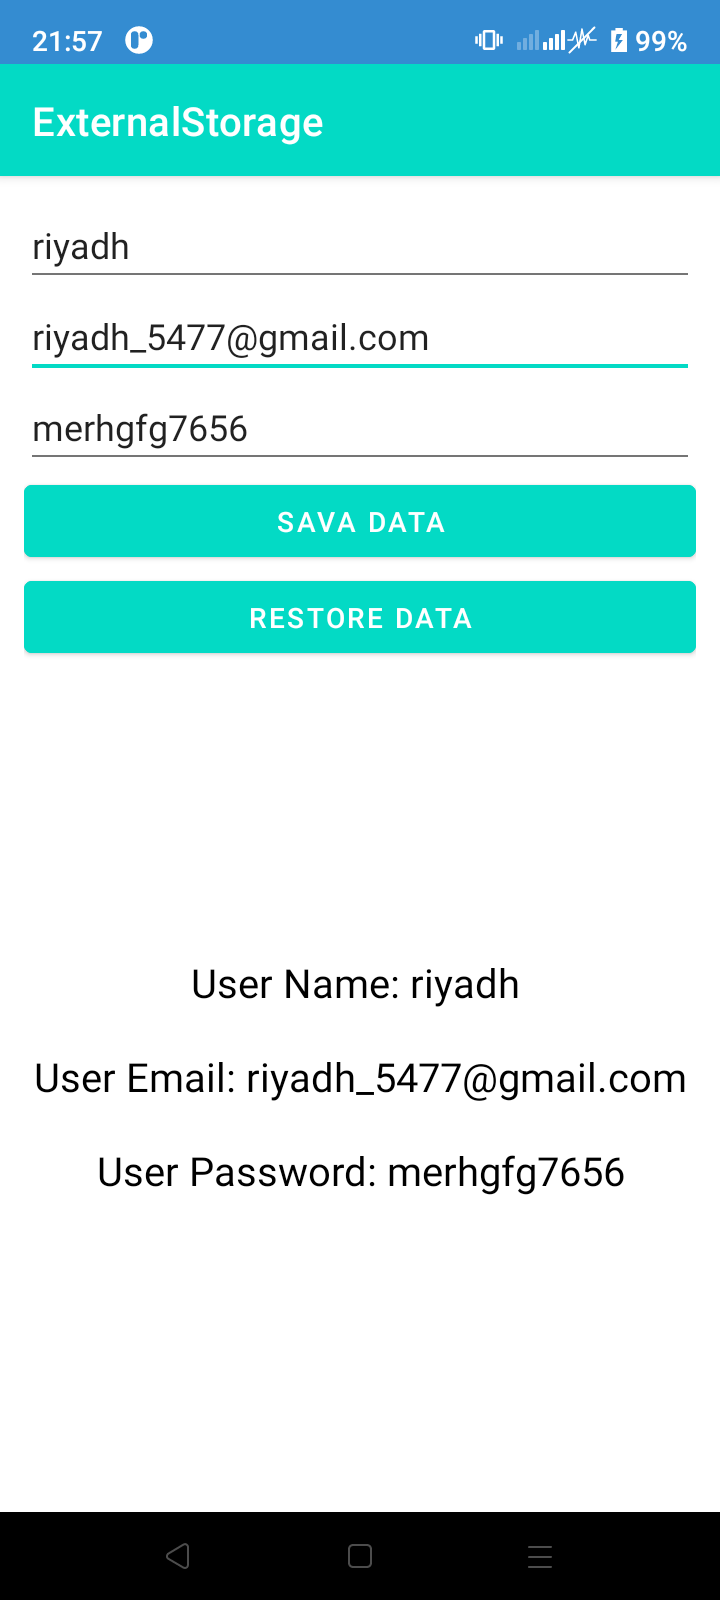 21:57 99%
ExternalStorage
riyadh
riyadh_5477@gmail.com
merhgfg7656
SAVA DATA
RESTORE DATA
User Name: riyadh
User Email: riyadh_5477@gmail.com
User Password: merhgfg7656